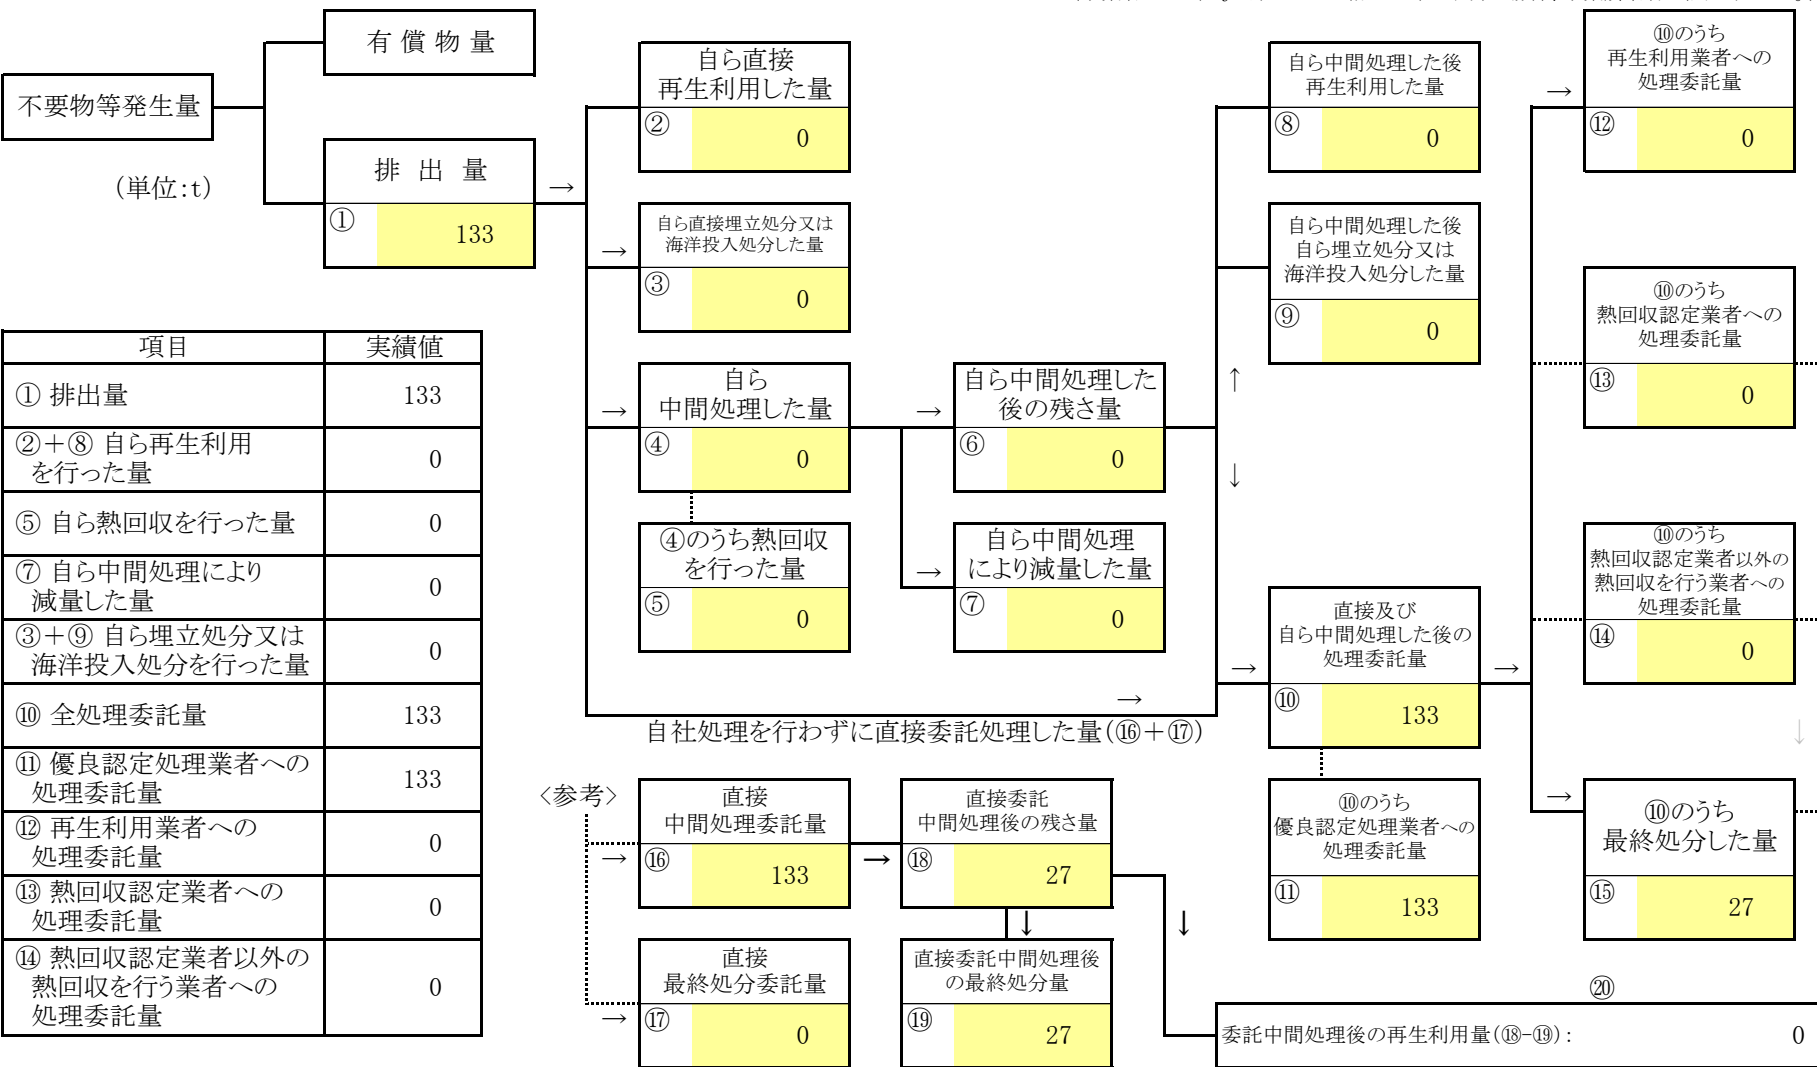 有 償 物 量
不要物等発生量
排 出 量
①
133
(単位:t)
→
自ら直接
再生利用した量
②
0
→
自ら直接埋立処分又は
海洋投入処分した量
③
0
→
自ら
中間処理した量
④
0
④のうち熱回収
を行った量
⑤
0
→
自ら中間処理した
後の残さ量
⑥
0
→
自ら中間処理
により減量した量
⑦
0
自ら中間処理した後
再生利用した量
⑧
0
自ら中間処理した後
自ら埋立処分又は
海洋投入処分した量
⑨
0
↑
↓
→
直接及び
自ら中間処理した後の
処理委託量
⑩
133
⑩のうち
優良認定処理業者への
処理委託量
⑪
133
→
⑩のうち
再生利用業者への
処理委託量
⑫
0
⑩のうち
熱回収認定業者への
処理委託量
⑬
0
→
⑩のうち
熱回収認定業者以外の
熱回収を行う業者への
処理委託量
⑭
0
↓
→
⑩のうち
最終処分した量
⑮
27
→
自社処理を行わずに直接委託処理した量(⑯+⑰)
<参考>
→
直接
中間処理委託量
⑯
133
→
直接委託
中間処理後の残さ量
⑱
27
↓
↓
→
直接
最終処分委託量
⑰
0
直接委託中間処理後
の最終処分量
⑲
27
⑳
委託中間処理後の再生利用量(⑱-⑲): 0
項目 実績値
① 排出量 133
②+⑧ 自ら再生利用
を行った量 0
⑤ 自ら熱回収を行った量 0
⑦ 自ら中間処理により
減量した量 0
③+⑨ 自ら埋立処分又は
海洋投入処分を行った量 0
⑩ 全処理委託量 133
⑪ 優良認定処理業者への
処理委託量 133
⑫ 再生利用業者への
処理委託量 0
⑬ 熱回収認定業者への
処理委託量 0
⑭ 熱回収認定業者以外の
熱回収を行う業者への
処理委託量 0